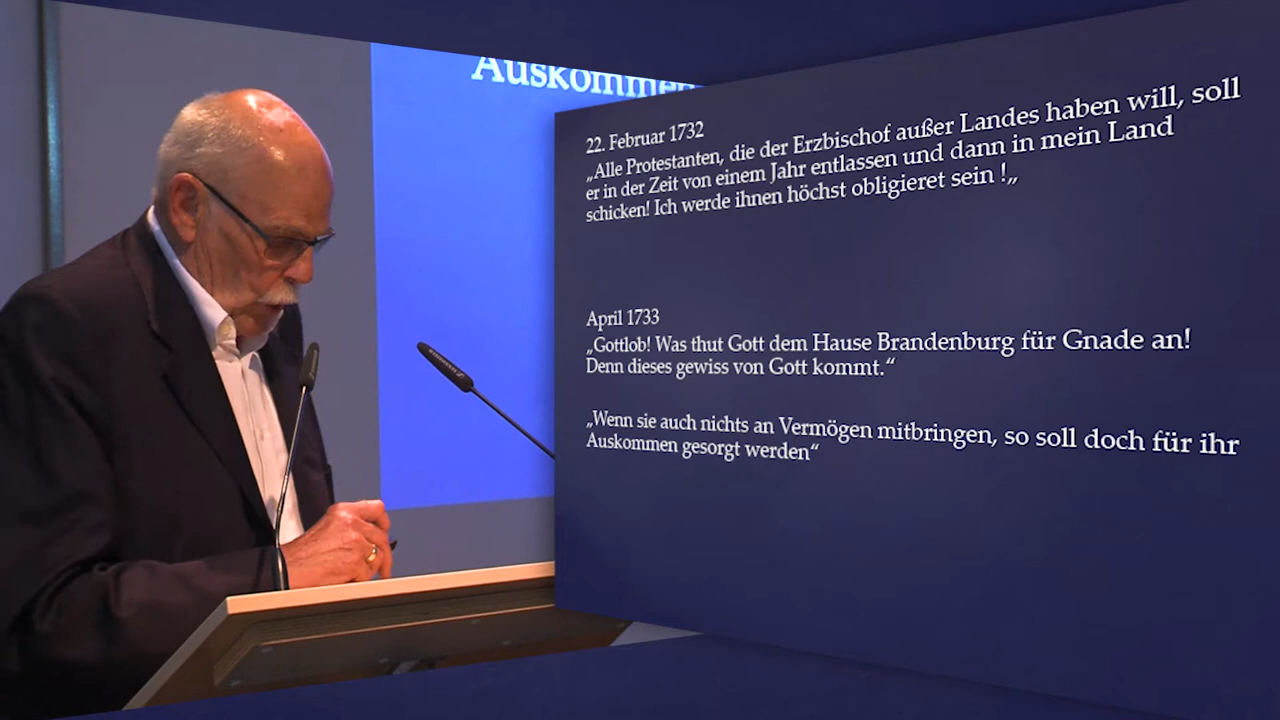 Auskommen
22. Februar 1732
„Alle Protestanten, die der Erzbischof außer Landes haben will, soll
er in der Zeit von einem Jahr entlassen und dann in mein Land
schicken! Ich werde ihnen höchst obligieret sein !„
April 1733
„Gottlob! Was thut Gott dem Hause Brandenburg für Gnade an!
Denn dieses gewiss von Gott kommt.“
„Wenn sie auch nichts an Vermögen mitbringen, so soll doch für ihr
Auskommen gesorgt werden“